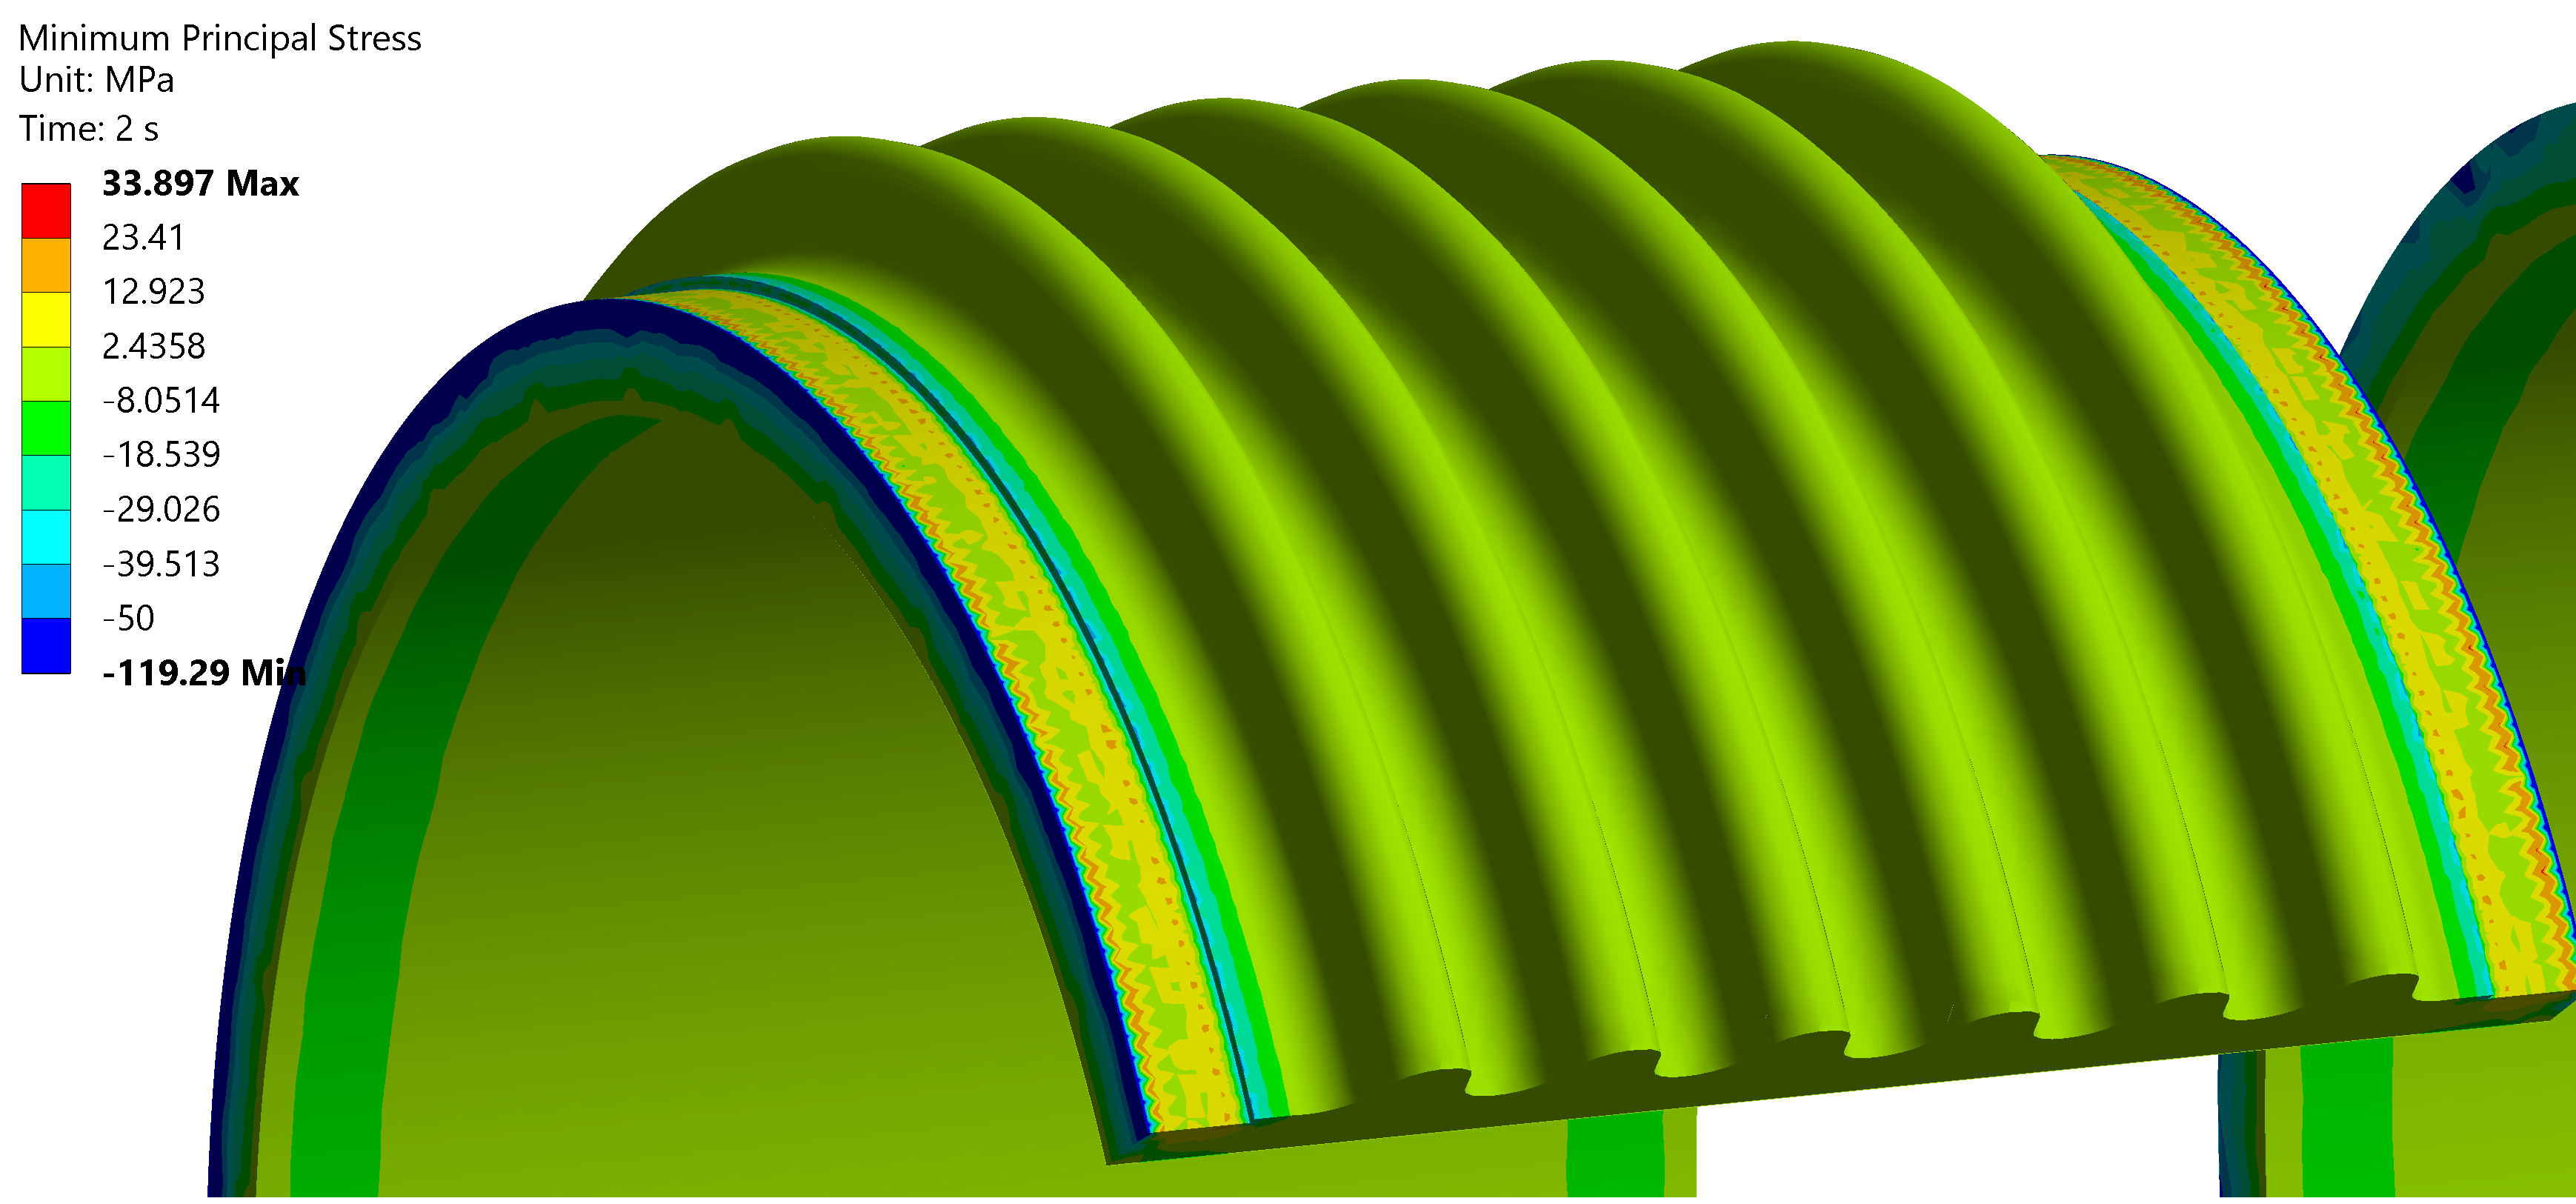 Minimum Principal Stress
Unit: MPa
Time: 2 s
33.897 Max
23.41
12.923
2.4358
-8.0514
-18.539
-29.026
-39.513
-50
-119.29 Min